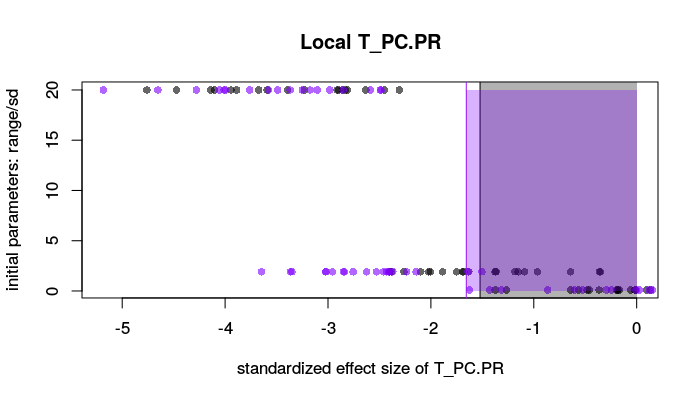 Local T_PC.PR
initial parameters: range/sd
20
15
10
5
0
-5 -4 -3 -2 -1 0
standardized effect size of T_PC.PR